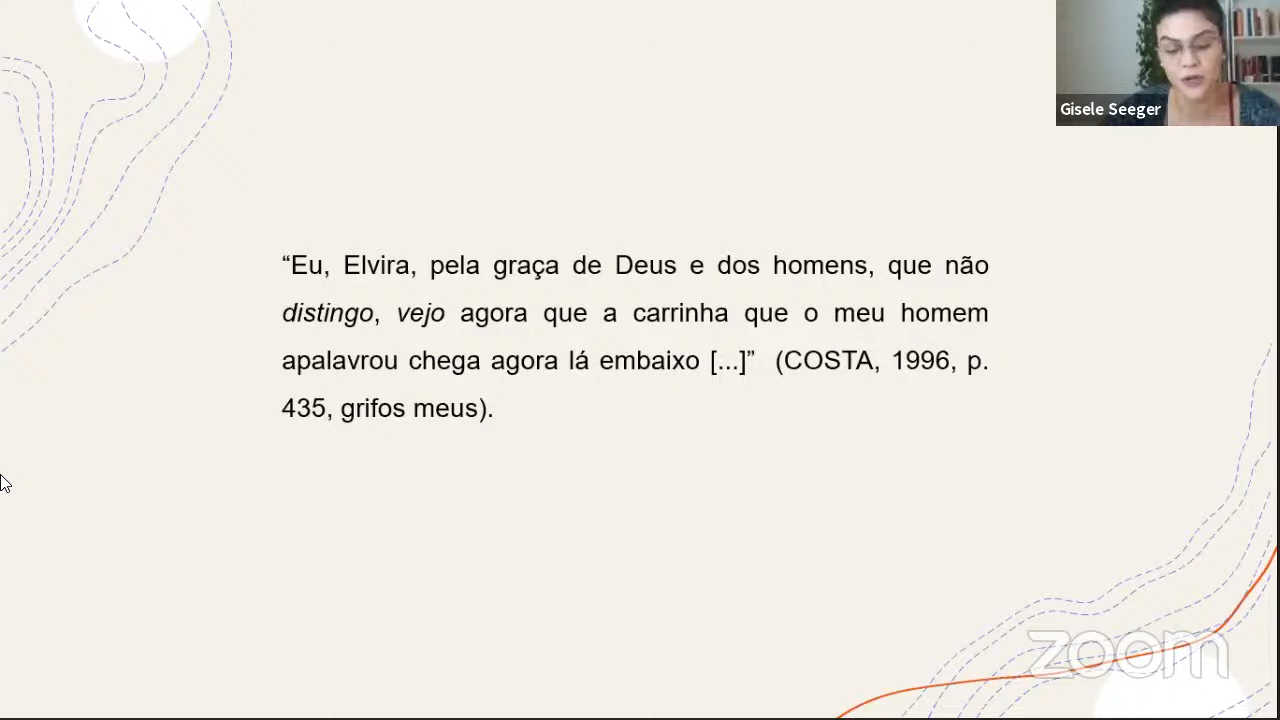 Gisele Seeger
“Eu, Elvira, pela graça de Deus e dos homens, que não
distingo, vejo agora que a carrinha que o meu homem
apalavrou chega agora lá embaixo [...]” (COSTA, 1996, p.
435, grifos meus).
zoom